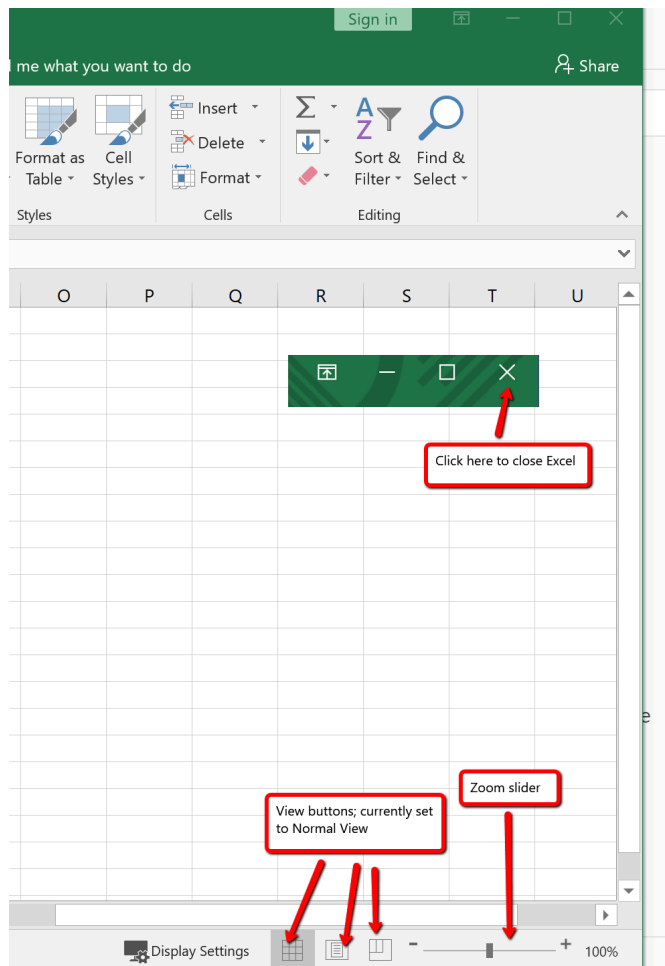 Sign in
me what you want to do
Share
Insert
Delete
Format
Format as
Table
Cell
Styles
Σ
A
Z
Sort &
Filter
Find &
Select
Styles
Cells
Editing
O P Q R S T U
Click here to close Excel
Zoom slider
View buttons; currently set
to Normal View
Display Settings
- + 100%
e